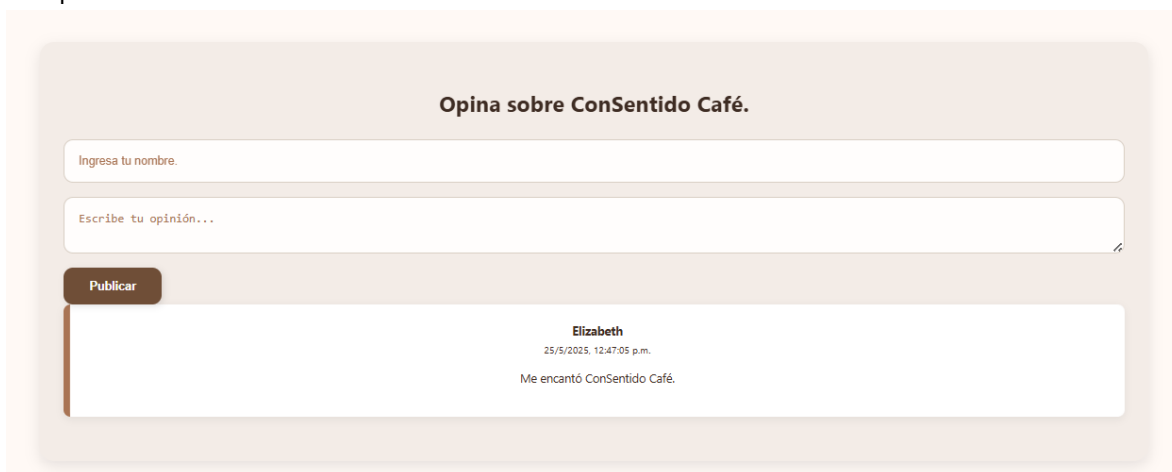 Opina sobre ConSentido Café.
Ingresa tu nombre.
Escribe tu opinión...
Publicar
Elizabeth
25/5/2025, 12:47:05 p.m.
Me encantó ConSentido Café.